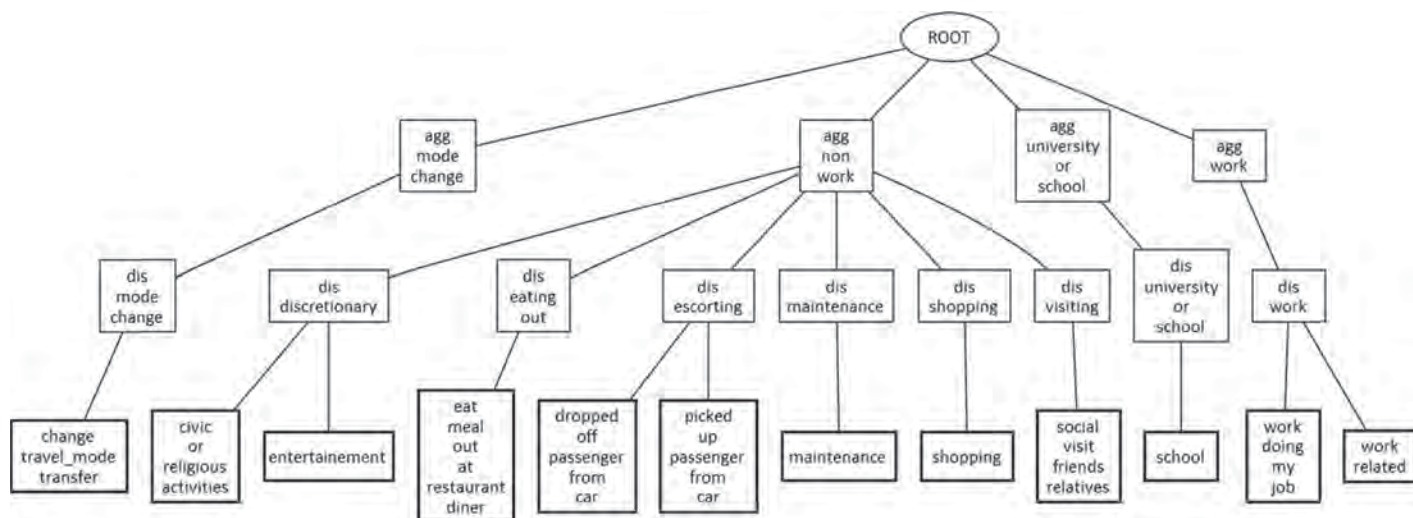 ROOT
agg
mode
change
agg
non
work
agg
university
or
school
agg
work
dis
mode
change
dis
discretionary
dis
eating
out
dis
escorting
dis
maintenance
dis
shopping
dis
visiting
dis
university
or
school
dis
work
change
travel_mode
transfer
civic
or
religious
activities
entertainement
eat
meal
out
at
restaurant
diner
dropped
off
passenger
from
car
picked
up
passenger
from
car
maintenance
shopping
social
visit
friends
relatives
school
work
doing
my
job
work
related